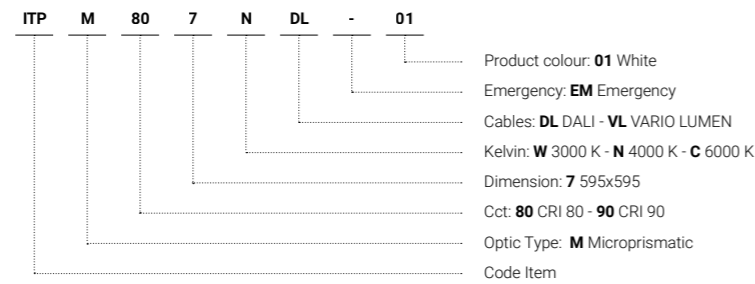 ITP M 80 7 N DL - 01
Product colour: 01 White
Emergency: EM Emergency
Cables: DL DALI - VL VARIO LUMEN
Kelvin: W 3000 K - N 4000 K - C 6000 K
Dimension: 7 595x595
Cct: 80 CRI 80 - 90 CRI 90
Optic Type: M Microprismatic
Code Item